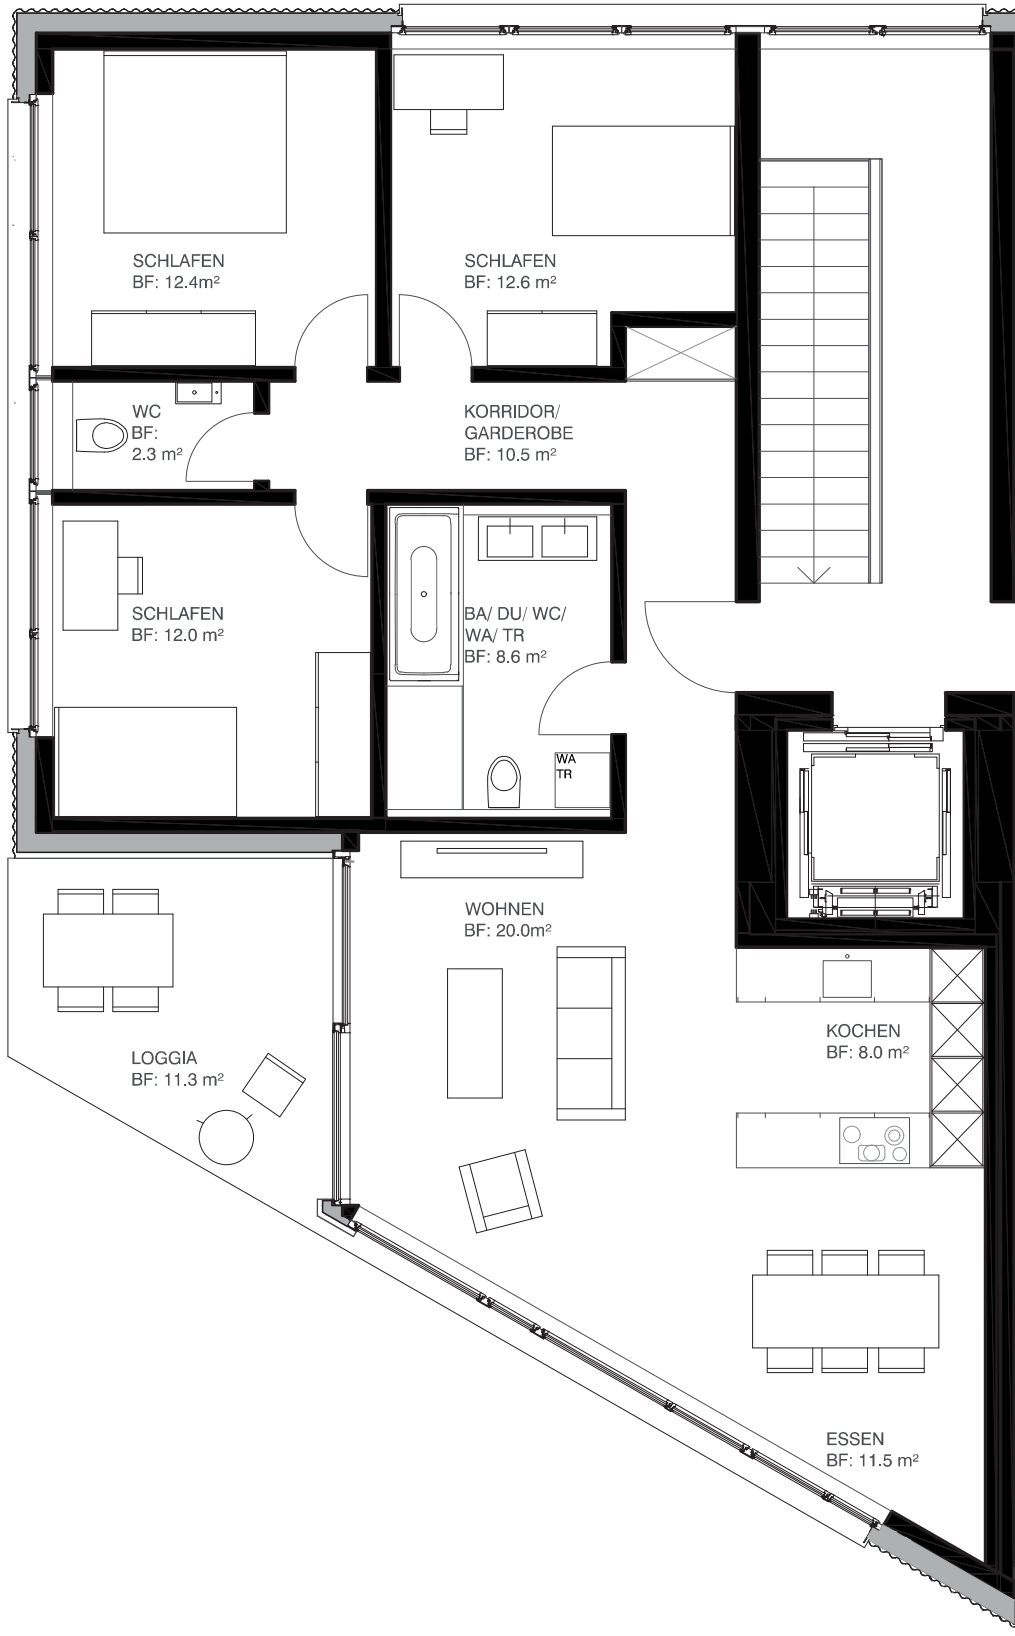 SCHLAFEN
BF: 12.4m²
SCHLAFEN
BF: 12.6 m²
WC
BF:
2.3 m²
KORRIDOR/
GARDEROBE
BF: 10.5 m²
SCHLAFEN
BF: 12.0 m²
BA/ DU/ WC/
WA/ TR
BF: 8.6 m²
WA
TR
WOHNEN
BF: 20.0m²
KOCHEN
BF: 8.0 m²
LOGGIA
BF: 11.3 m²
ESSEN
BF: 11.5 m²